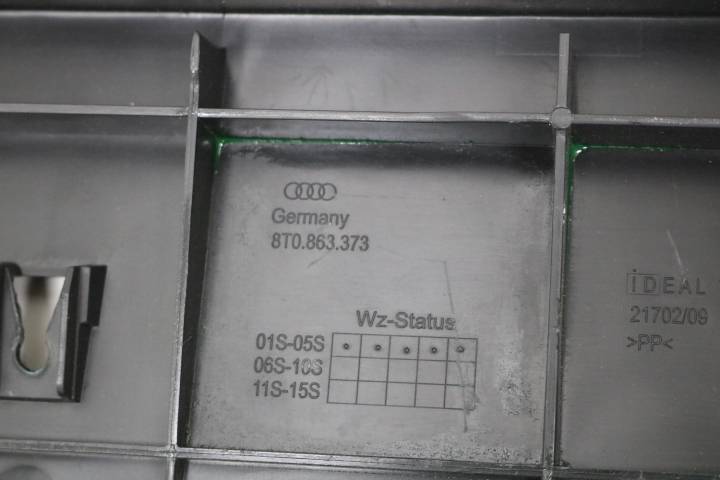 Germany
8T0.863.373
Wz-Status
01S-05S
06S-10S
11S-15S
IDEAL
21702/09
>PP<